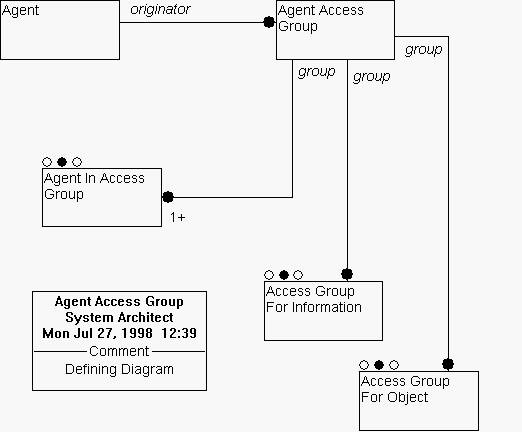 Agent
originator
Agent Access
Group
group
group
group
Agent In Access
Group
1+
Access Group
For Information
Agent Access Group
System Architect
Mon Jul 27, 1998 12:39
Comment
Defining Diagram
Access Group
For Object